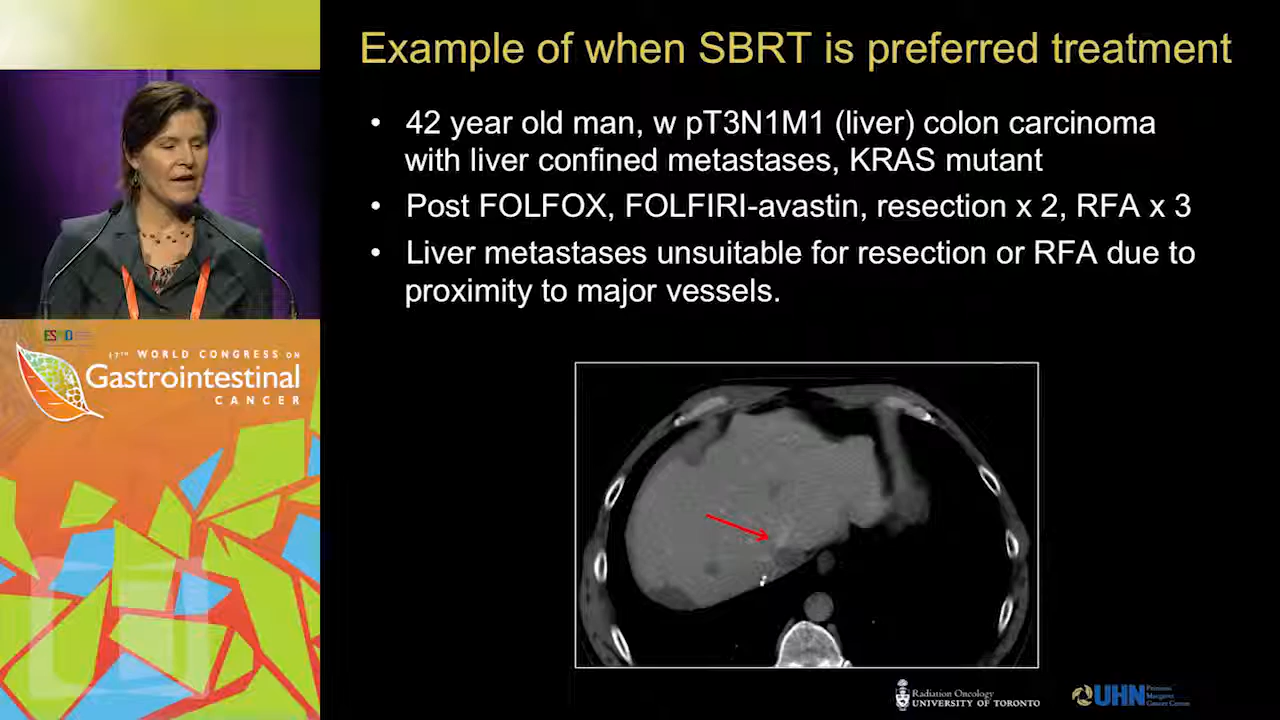 Example of when SBRT is preferred treatment
• 42 year old man, w pT3N1M1 (liver) colon carcinoma
with liver confined metastases, KRAS mutant
• Post FOLFOX, FOLFIRI-avastin, resection x 2, RFA x 3
• Liver metastases unsuitable for resection or RFA due to
proximity to major vessels.
ESMO
17TH WORLD CONGRESS ON
Gastrointestinal
CANCER
Radiation Oncology
UNIVERSITY OF TORONTO
UHN
Princess
Margaret
Cancer Centre